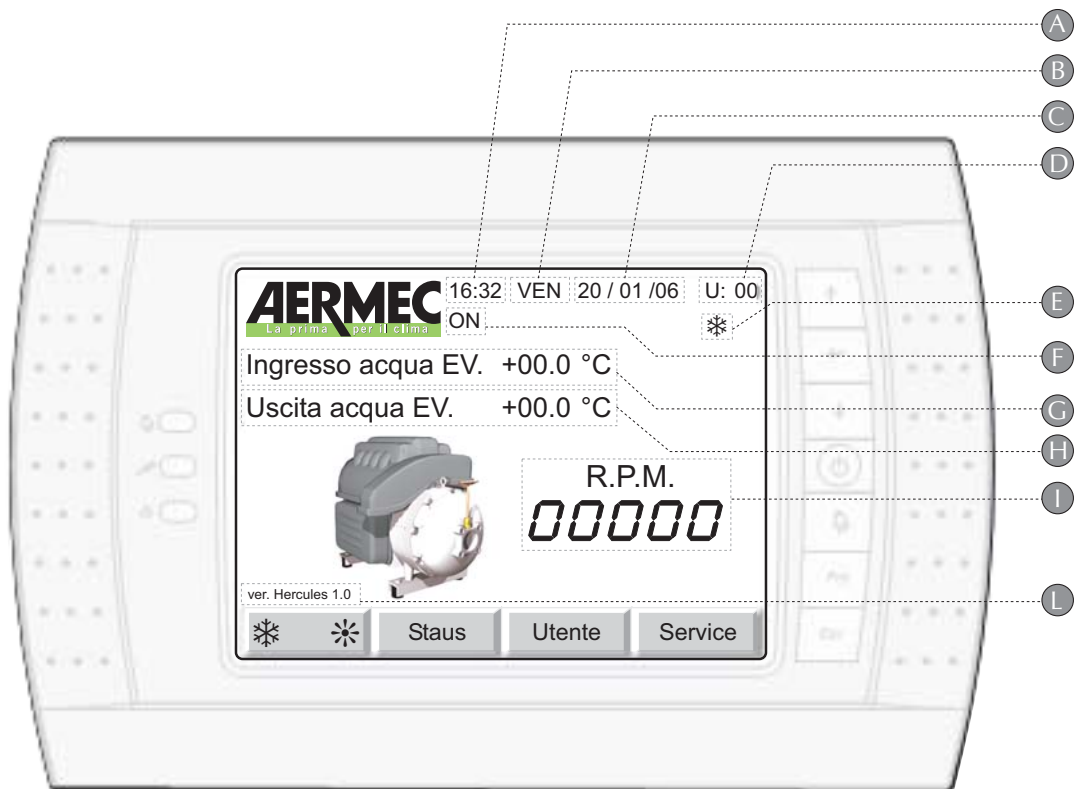 A
B
C
D
E
F
G
H
I
L
AERMEC 16:32 VEN 20 / 01 /06 U: 00
La prima per il clima
ON
Ingresso acqua EV. +00.0 °C
Uscita acqua EV. +00.0 °C
R.P.M.
00000
ver. Hercules 1.0
Staus Utente Service